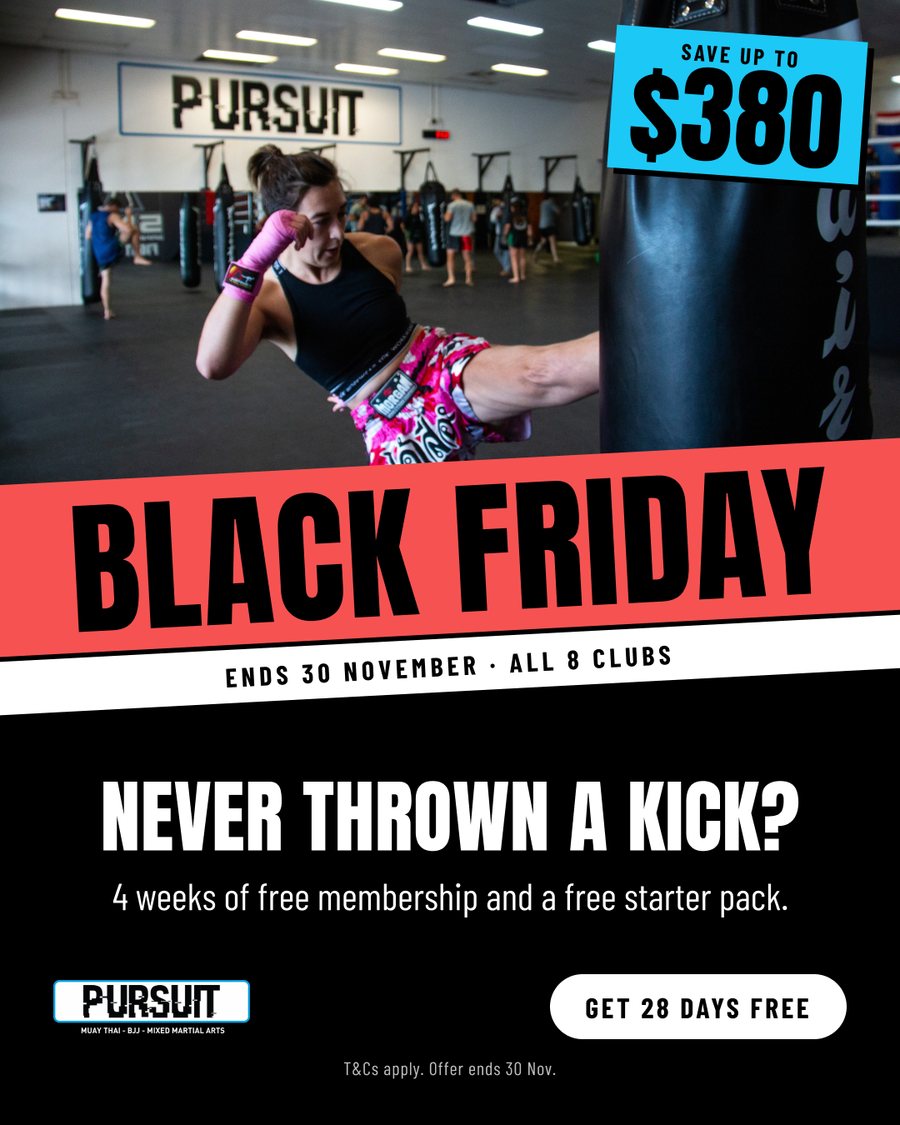 SAVE UP TO
$380
PURSUIT
MORGAN
BLACK FRIDAY
ENDS 30 NOVEMBER · ALL 8 CLUBS
NEVER THROWN A KICK?
4 weeks of free membership and a free starter pack.
PURSUIT
MUAY THAI - BJJ - MIXED MARTIAL ARTS
GET 28 DAYS FREE
T&Cs apply. Offer ends 30 Nov.